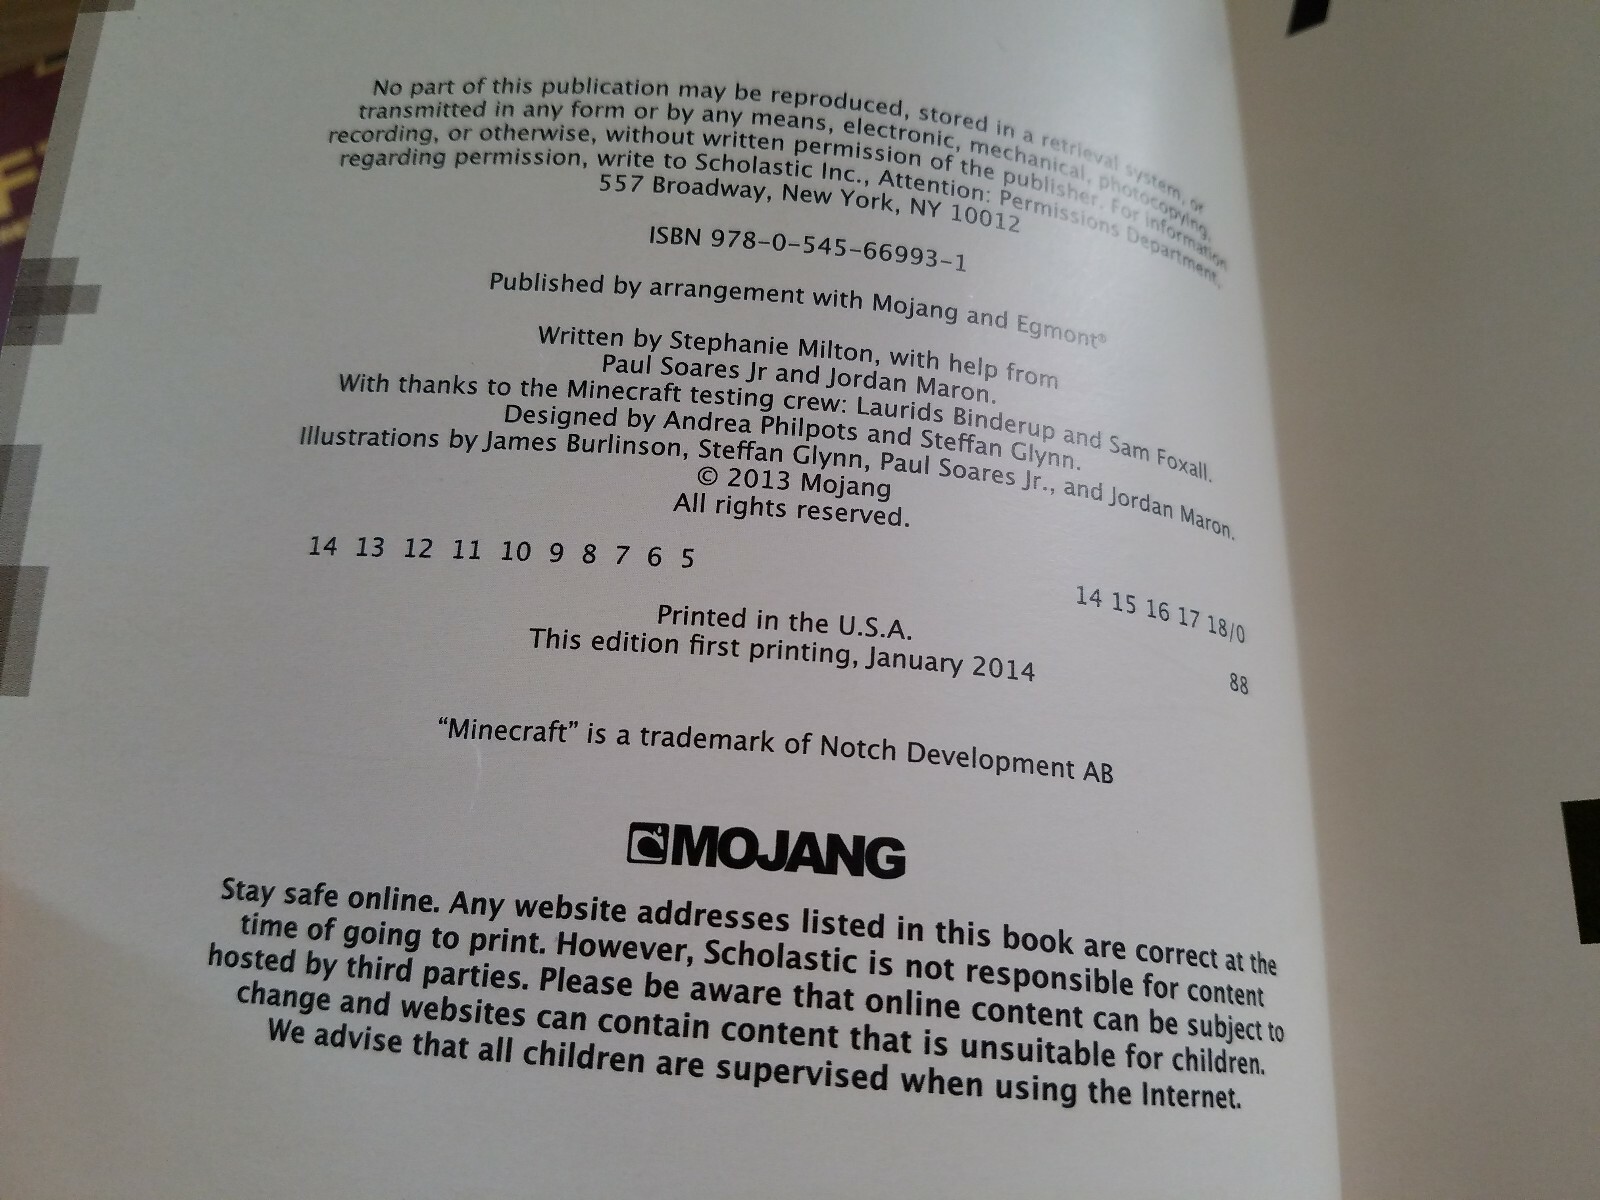 No part of this publication may be reproduced, stored in a retrieval system, or
transmitted in any form or by any means, electronic, mechanical, photocopying,
recording, or otherwise, without written permission of the publisher. For information
regarding permission, write to Scholastic Inc., Attention: Permissions Department,
557 Broadway, New York, NY 10012
ISBN 978-0-545-66993-1
Published by arrangement with Mojang and Egmont®
Written by Stephanie Milton, with help from
Paul Soares Jr and Jordan Maron.
With thanks to the Minecraft testing crew: Laurids Binderup and Sam Foxall.
Designed by Andrea Philpots and Steffan Glynn.
Illustrations by James Burlinson, Steffan Glynn, Paul Soares Jr., and Jordan Maron.
© 2013 Mojang
All rights reserved.
14 13 12 11 10 9 8 7 6 5
14 15 16 17 18/0
Printed in the U.S.A.
88
This edition first printing, January 2014
“Minecraft” is a trademark of Notch Development AB
MOJANG
Stay safe online. Any website addresses listed in this book are correct at the
time of going to print. However, Scholastic is not responsible for content
hosted by third parties. Please be aware that online content can be subject to
change and websites can contain content that is unsuitable for children.
We advise that all children are supervised when using the Internet.